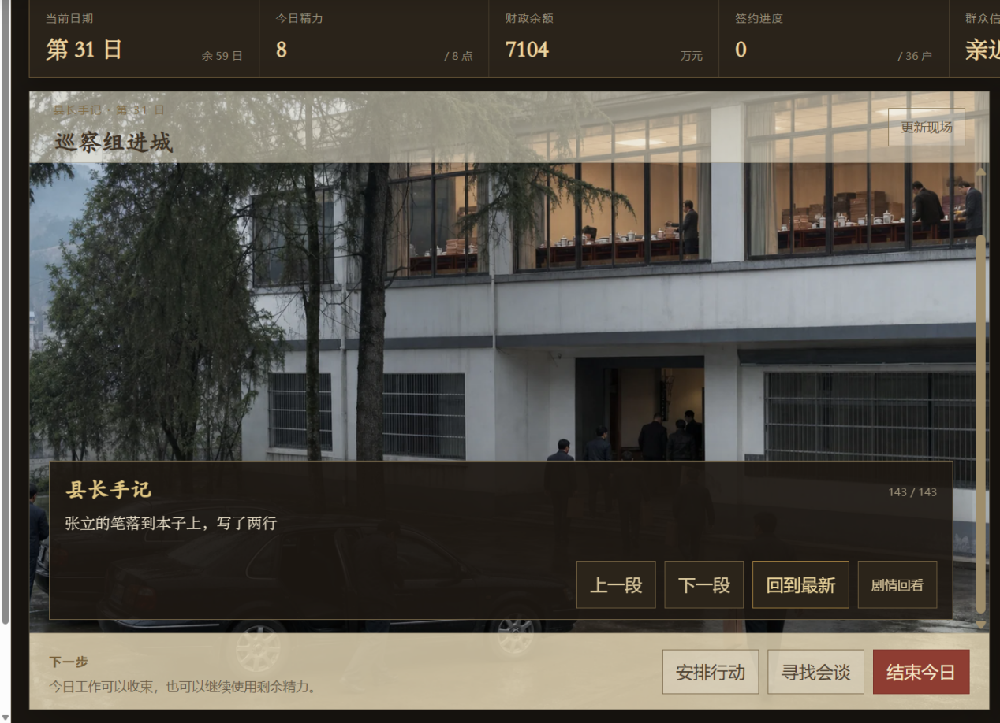 当前日期
第 31 日
余 59 日
今日精力
8
/ 8 点
财政余额
7104
万元
签约进度
0
/ 36 户
群众信
亲近
县长手记 · 第 31 日
巡察组进城
更新现场
县长手记
143 / 143
张立的笔落到本子上，写了两行
上一段
下一段
回到最新
剧情回看
下一步
今日工作可以收束，也可以继续使用剩余精力。
安排行动
寻找会谈
结束今日